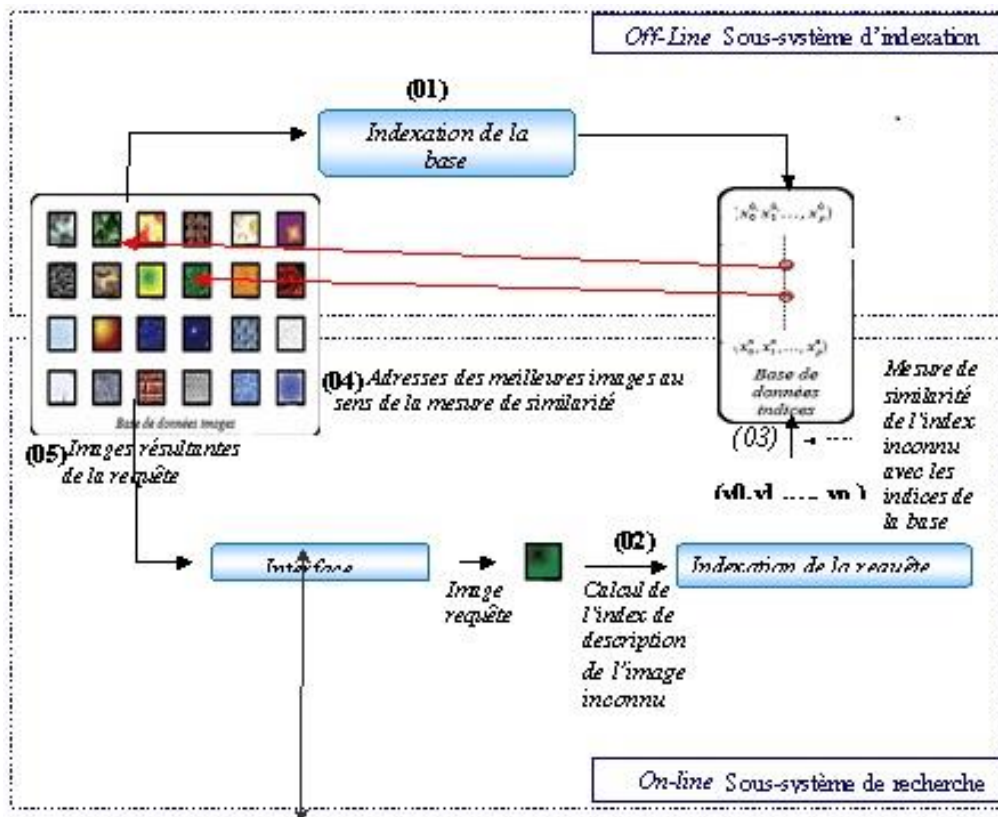 Off-Line Sous-système d'indexation
(01)
Indexation de la
base
Base de données images
(04) Adresses des meilleures images au
sens de la mesure de similarité
Base de
données
indices
(03)
Mesure de
similarité
de l'index
inconnu
avec les
indices de
la base
(05) Images résultantes
de la requête
Interface
Image
requête
(02)
Calcul de
l'index de
description
de l'image
inconnu
Indexation de la requête
On-line Sous-système de recherche